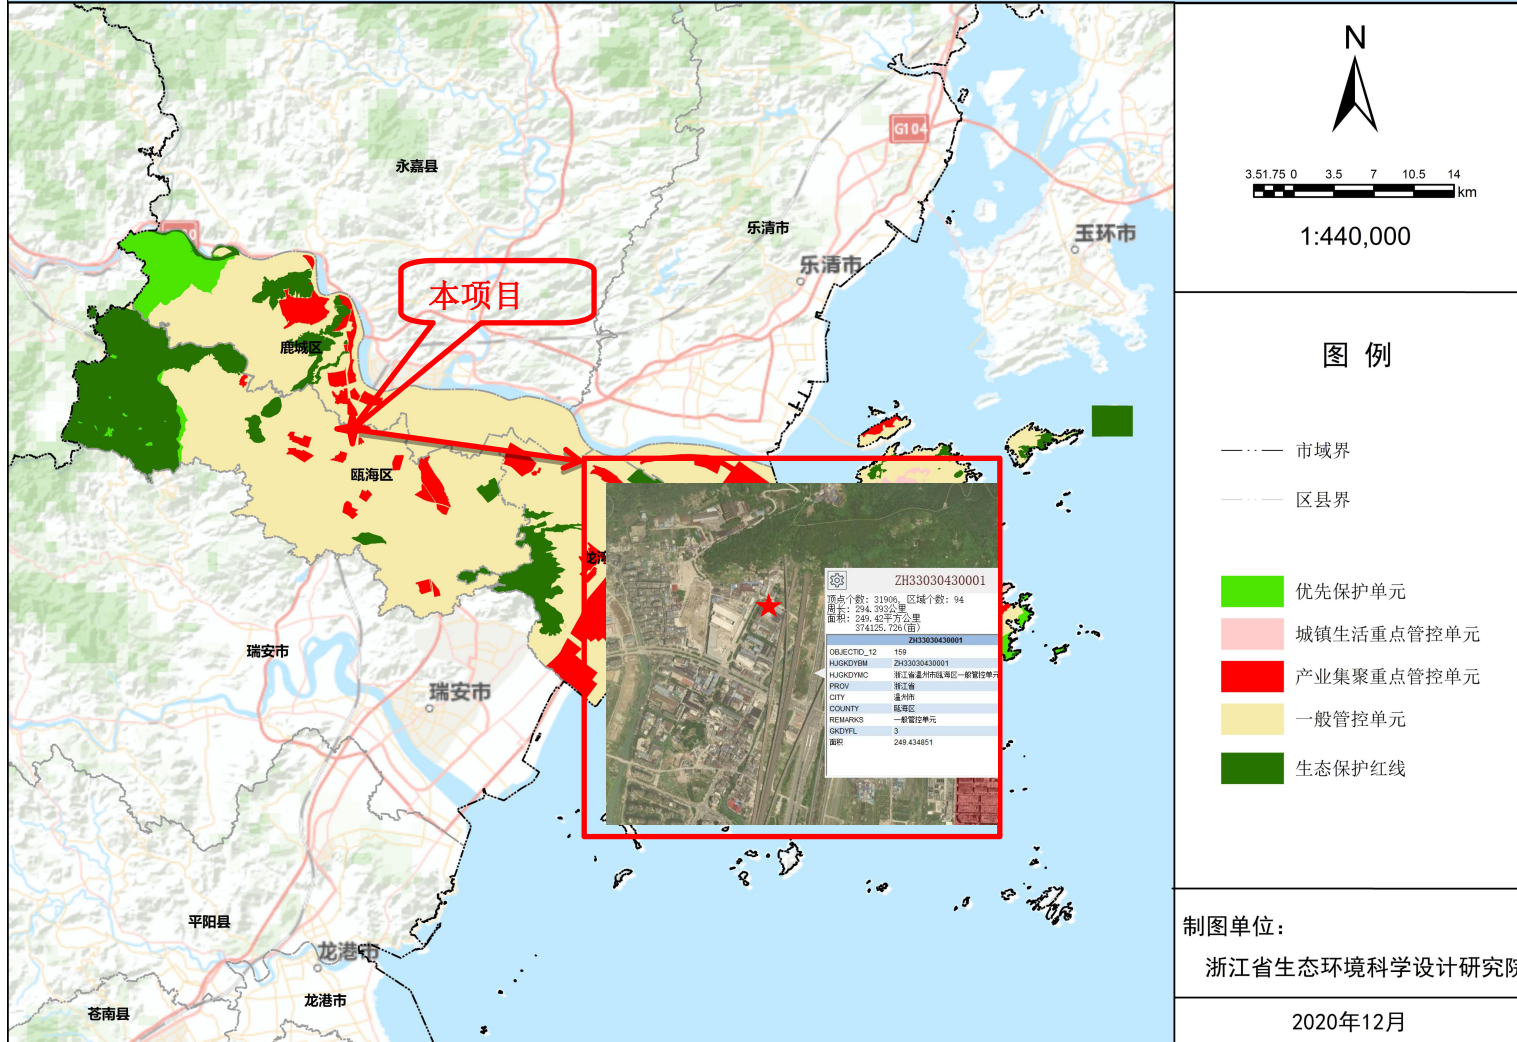 N
3.51.75 0 3.5 7 10.5 14
km
1:440,000
图 例
市域界
区县界
优先保护单元
城镇生活重点管控单元
产业集聚重点管控单元
一般管控单元
生态保护红线
制图单位：
浙江省生态环境科学设计研究院
2020年12月
G104
永嘉县
乐清市
乐清市
玉环市
本项目
鹿城区
瓯海区
瑞安市
瑞安市
平阳县
龙港市
龙港市
苍南县
ZH33030430001
顶点个数: 31906, 区域个数: 94
周长: 294.393公里
面积: 249.42平方公里
374125.726(亩)
ZH33030430001
OBJECTID_12 159
HJGKDYBM ZH33030430001
HJGKDYMC 浙江省温州市瓯海区一般管控单元
PROV 浙江省
CITY 温州市
COUNTY 瓯海区
REMARKS 一般管控单元
GKDYFL 3
面积 249.434851